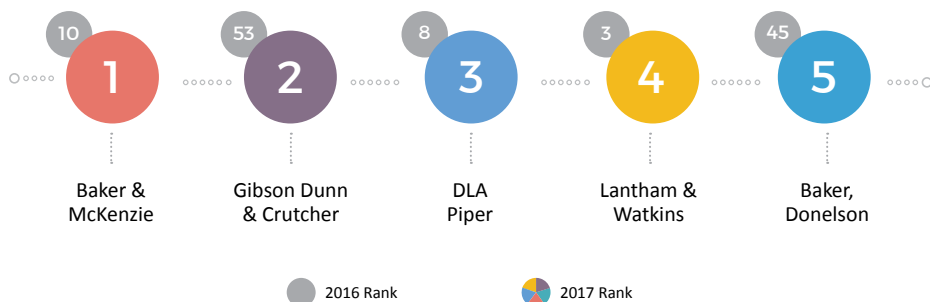 10
1
53
2
8
3
3
4
45
5
Baker &
McKenzie
Gibson Dunn
& Crutcher
DLA
Piper
Lantham &
Watkins
Baker,
Donelson
2016 Rank
2017 Rank